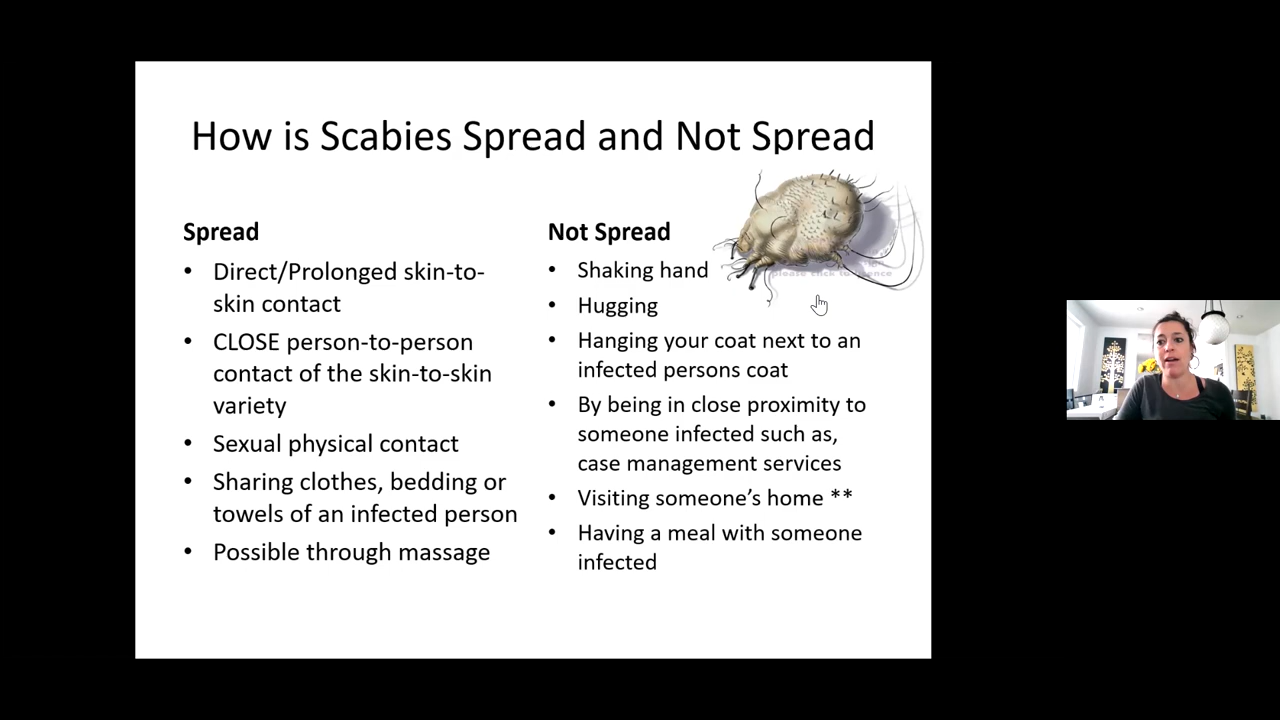 How is Scabies Spread and Not Spread
Spread
• Direct/Prolonged skin-to-
skin contact
• CLOSE person-to-person
contact of the skin-to-skin
variety
• Sexual physical contact
• Sharing clothes, bedding or
towels of an infected person
• Possible through massage
Not Spread
• Shaking hand
• Hugging
• Hanging your coat next to an
infected persons coat
• By being in close proximity to
someone infected such as,
case management services
• Visiting someone's home **
• Having a meal with someone
infected
please click to